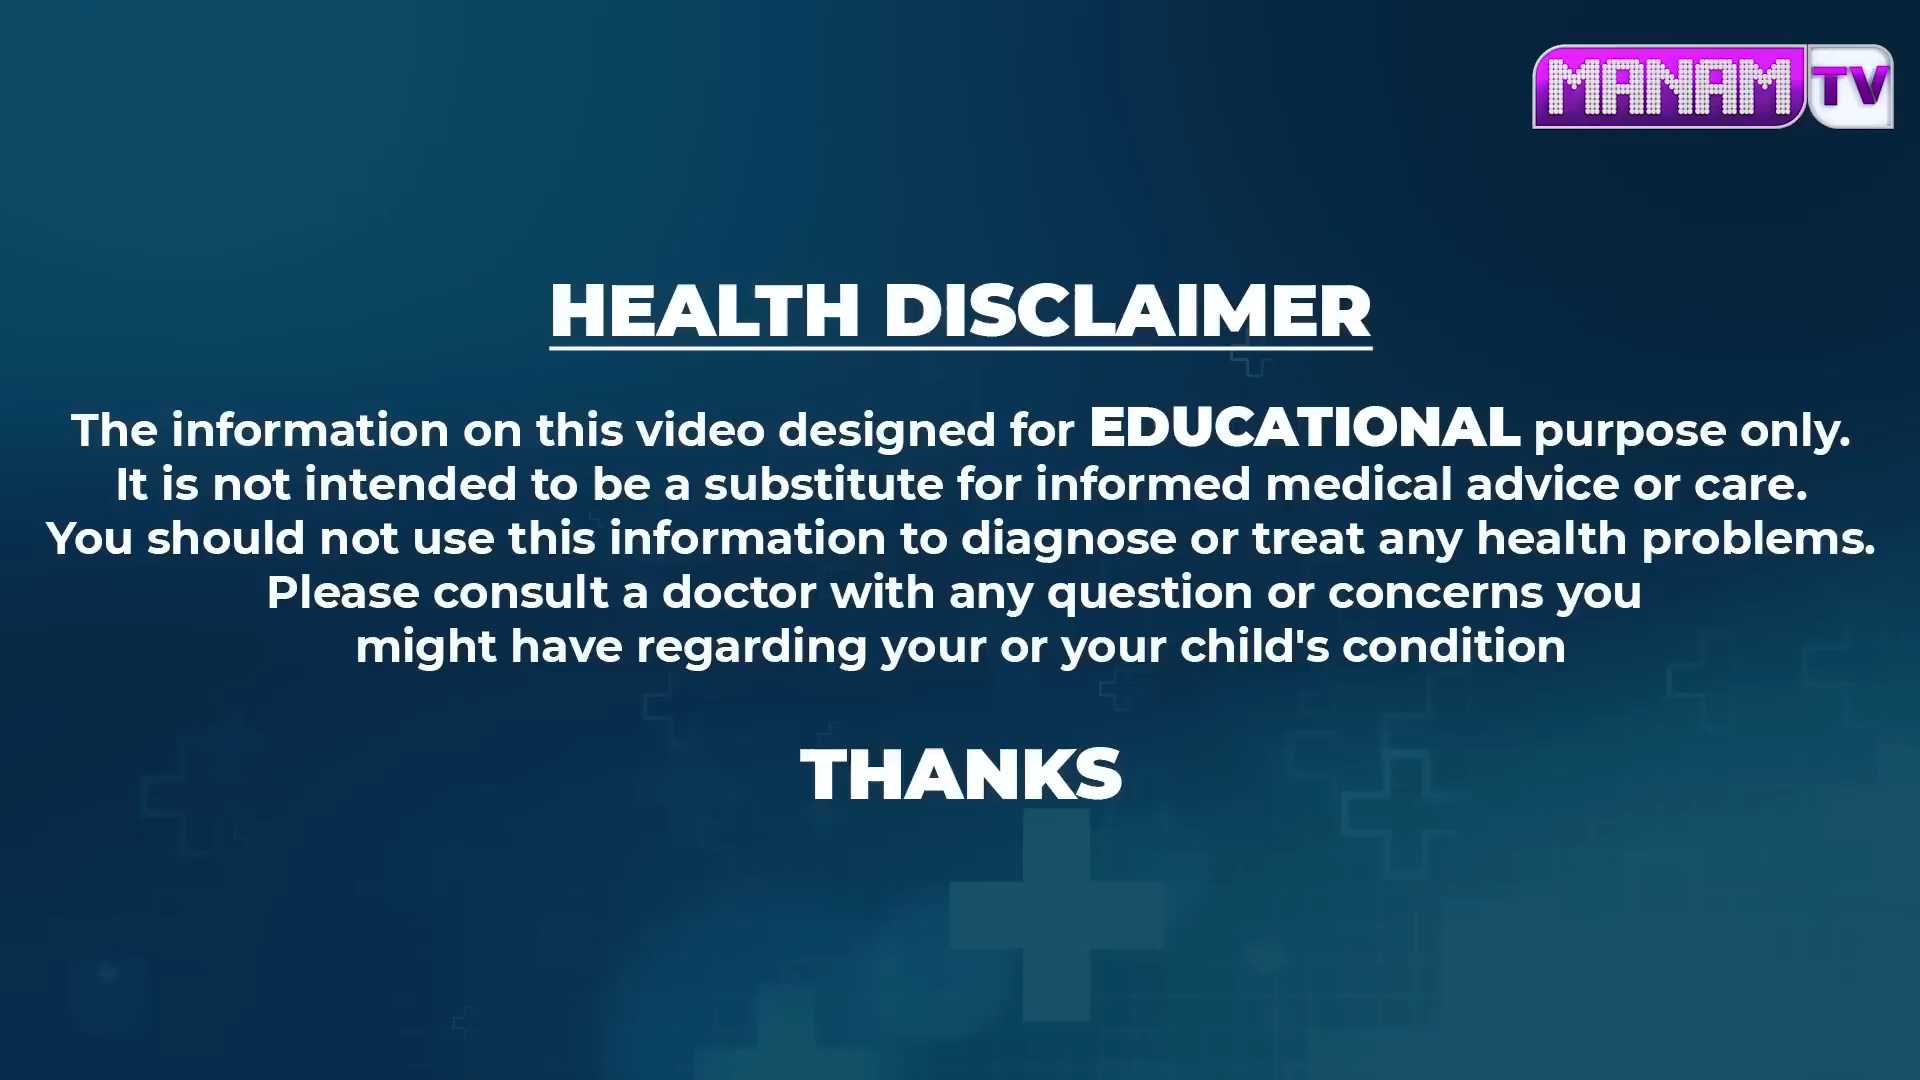 MANAM TV
HEALTH DISCLAIMER
The information on this video designed for EDUCATIONAL purpose only.
It is not intended to be a substitute for informed medical advice or care.
You should not use this information to diagnose or treat any health problems.
Please consult a doctor with any question or concerns you
might have regarding your or your child's condition
THANKS